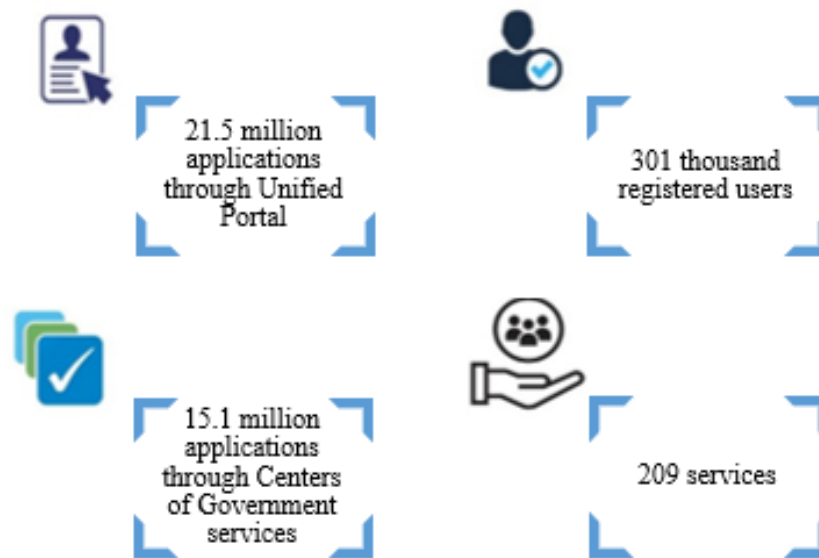 21.5 million
applications
through Unified
Portal
301 thousand
registered users
15.1 million
applications
through Centers
of Government
services
209 services